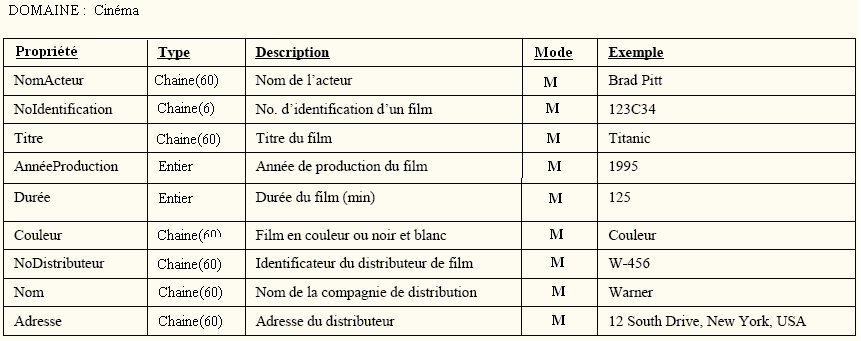 DOMAINE : Cinéma
Propriété Type Description Mode Exemple
NomActeur Chaine(60) Nom de l’acteur M Brad Pitt
NoIdentification Chaine(6) No. d’identification d’un film M 123C34
Titre Chaine(60) Titre du film M Titanic
AnnéeProduction Entier Année de production du film M 1995
Durée Entier Durée du film (min) M 125
Couleur Chaine(60) Film en couleur ou noir et blanc M Couleur
NoDistributeur Chaine(60) Identificateur du distributeur de film M W-456
Nom Chaine(60) Nom de la compagnie de distribution M Warner
Adresse Chaine(60) Adresse du distributeur M 12 South Drive, New York, USA